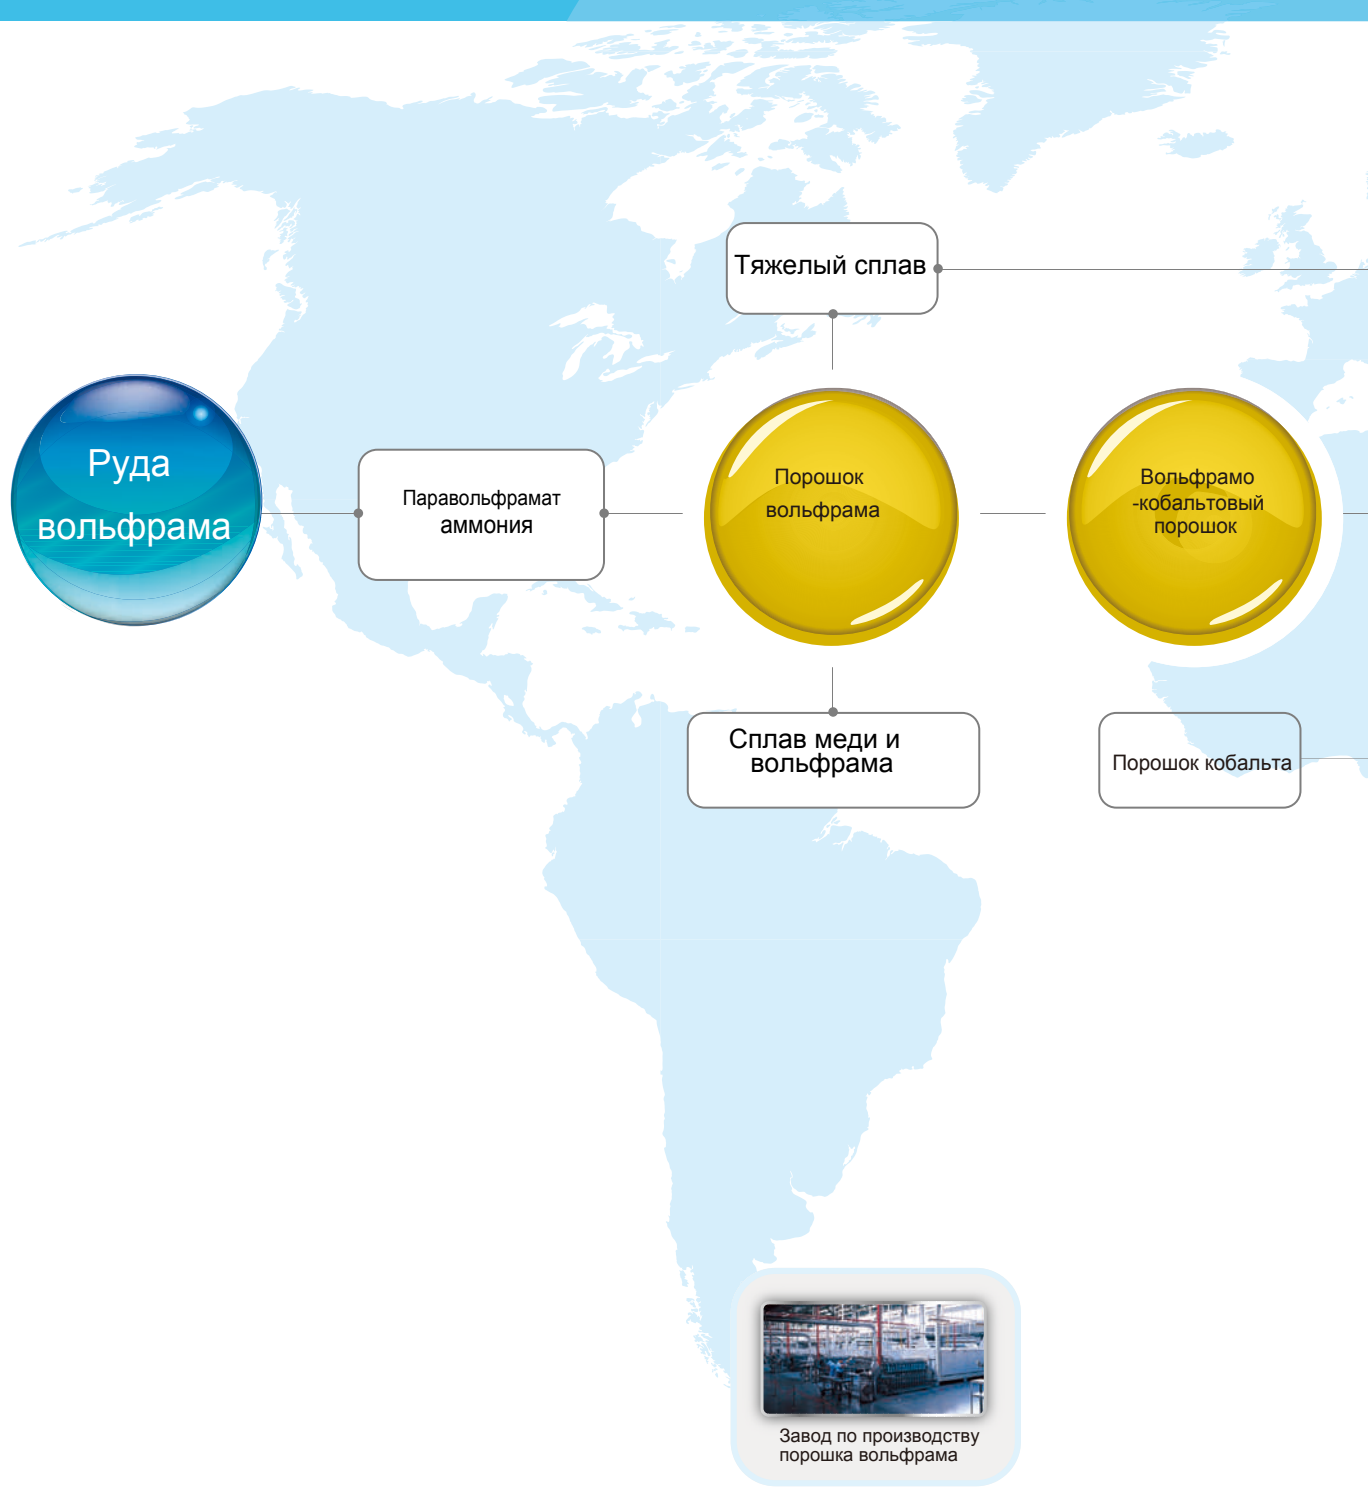 Тяжелый сплав
Руда
вольфрама
Паравольфрамат
аммония
Порошок
вольфрама
Вольфрамо
-кобальтовый
порошок
Сплав меди и
вольфрама
Порошок кобальта
Завод по производству
порошка вольфрама